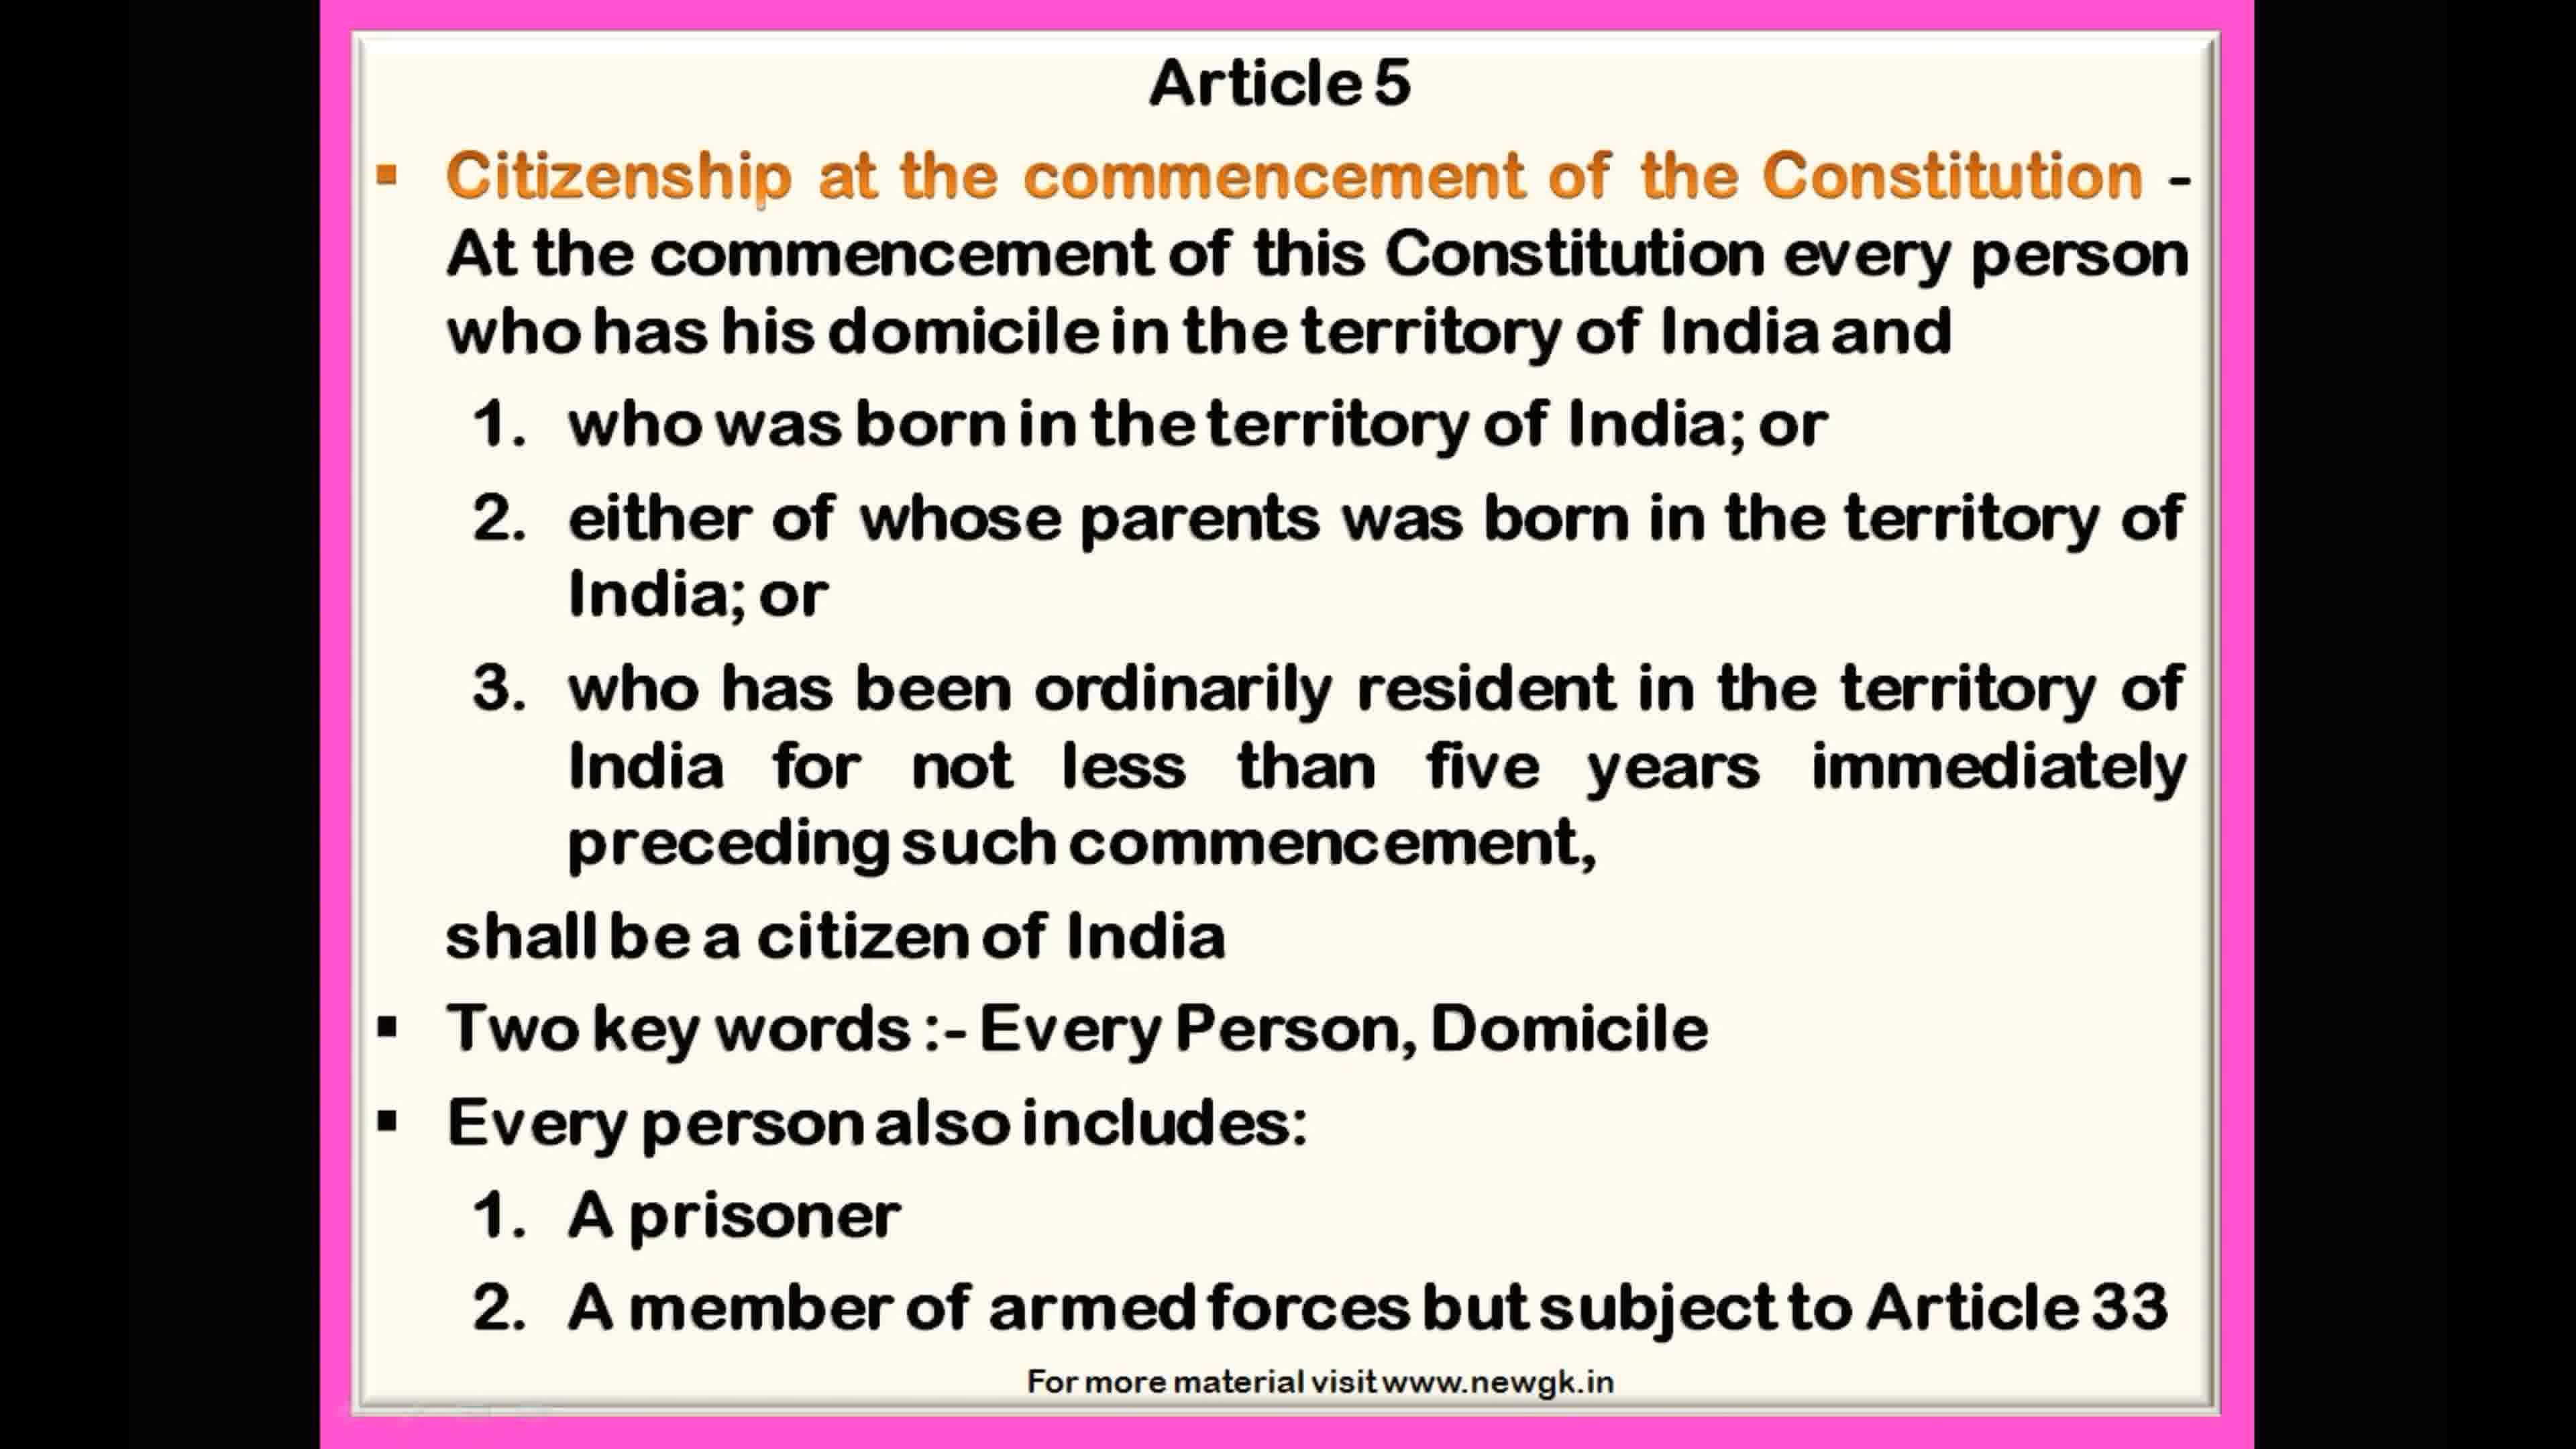 Article 5
▪ Citizenship at the commencement of the Constitution -
At the commencement of this Constitution every person
who has his domicile in the territory of India and
1. who was born in the territory of India; or
2. either of whose parents was born in the territory of
India; or
3. who has been ordinarily resident in the territory of
India for not less than five years immediately
preceding such commencement,
shall be a citizen of India
▪ Two key words :- Every Person, Domicile
▪ Every person also includes:
1. A prisoner
2. A member of armed forces but subject to Article 33
For more material visit www.newgk.in